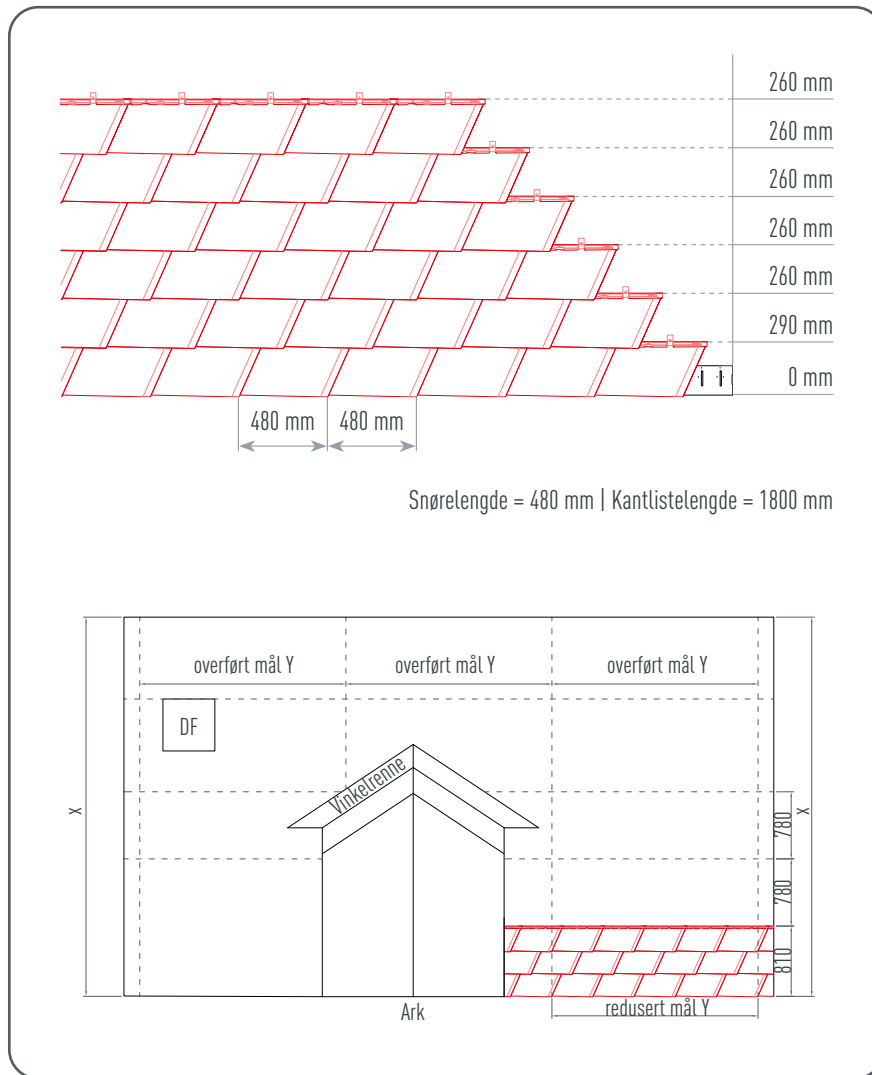 260 mm
260 mm
260 mm
260 mm
260 mm
290 mm
0 mm
480 mm 480 mm
Snørelengde = 480 mm | Kantlistelengde = 1800 mm
overført mål Y overført mål Y overført mål Y
DF
Vinkelrenne
x
x
780
780
810
Ark
redusert mål Y